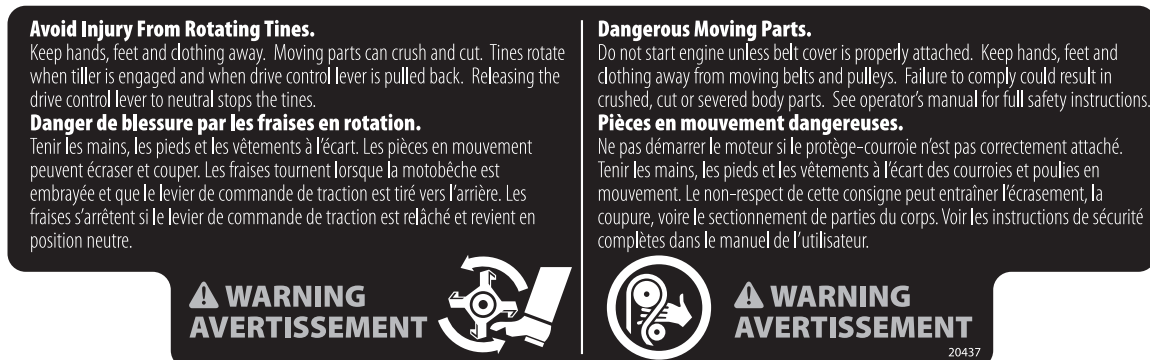 Avoid Injury From Rotating Tines.
Keep hands, feet and clothing away. Moving parts can crush and cut. Tines rotate
when tiller is engaged and when drive control lever is pulled back. Releasing the
drive control lever to neutral stops the tines.
Danger de blessure par les fraises en rotation.
Tenir les mains, les pieds et les vêtements à l'écart. Les pièces en mouvement
peuvent écraser et couper. Les fraises tournent lorsque la motobêche est
embrayée et que le levier de commande de traction est tiré vers l'arrière. Les
fraises s'arrêtent si le levier de commande de traction est relâché et revient en
position neutre.
WARNING
AVERTISSEMENT
Dangerous Moving Parts.
Do not start engine unless belt cover is properly attached. Keep hands, feet and
clothing away from moving belts and pulleys. Failure to comply could result in
crushed, cut or severed body parts. See operator's manual for full safety instructions.
Pièces en mouvement dangereuses.
Ne pas démarrer le moteur si le protège-courroie n'est pas correctement attaché.
Tenir les mains, les pieds et les vêtements à l'écart des courroies et poulies en
mouvement. Le non-respect de cette consigne peut entraîner l'écrasement, la
coupure, voire le sectionnement de parties du corps. Voir les instructions de sécurité
complètes dans le manuel de l'utilisateur.
WARNING
AVERTISSEMENT
20437